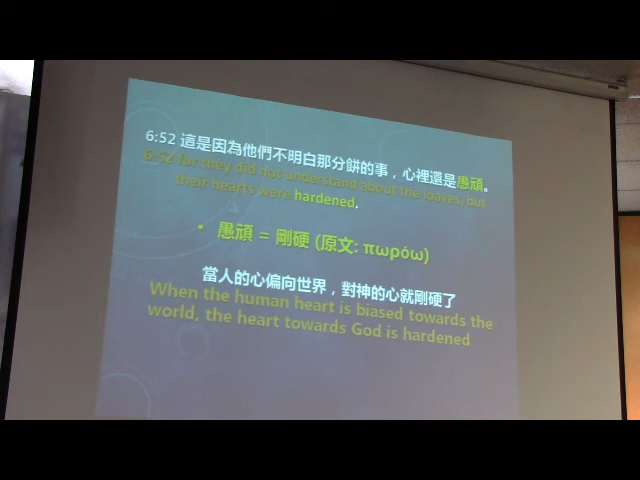 6:52 這是因為他們不明白那分餅的事，心裡還是愚頑。
6:52 for they did not understand about the loaves, but
their hearts were hardened.
• 愚頑 = 剛硬 (原文: πωρόω)
當人的心偏向世界，對神的心就剛硬了
When the human heart is biased towards the
world, the heart towards God is hardened